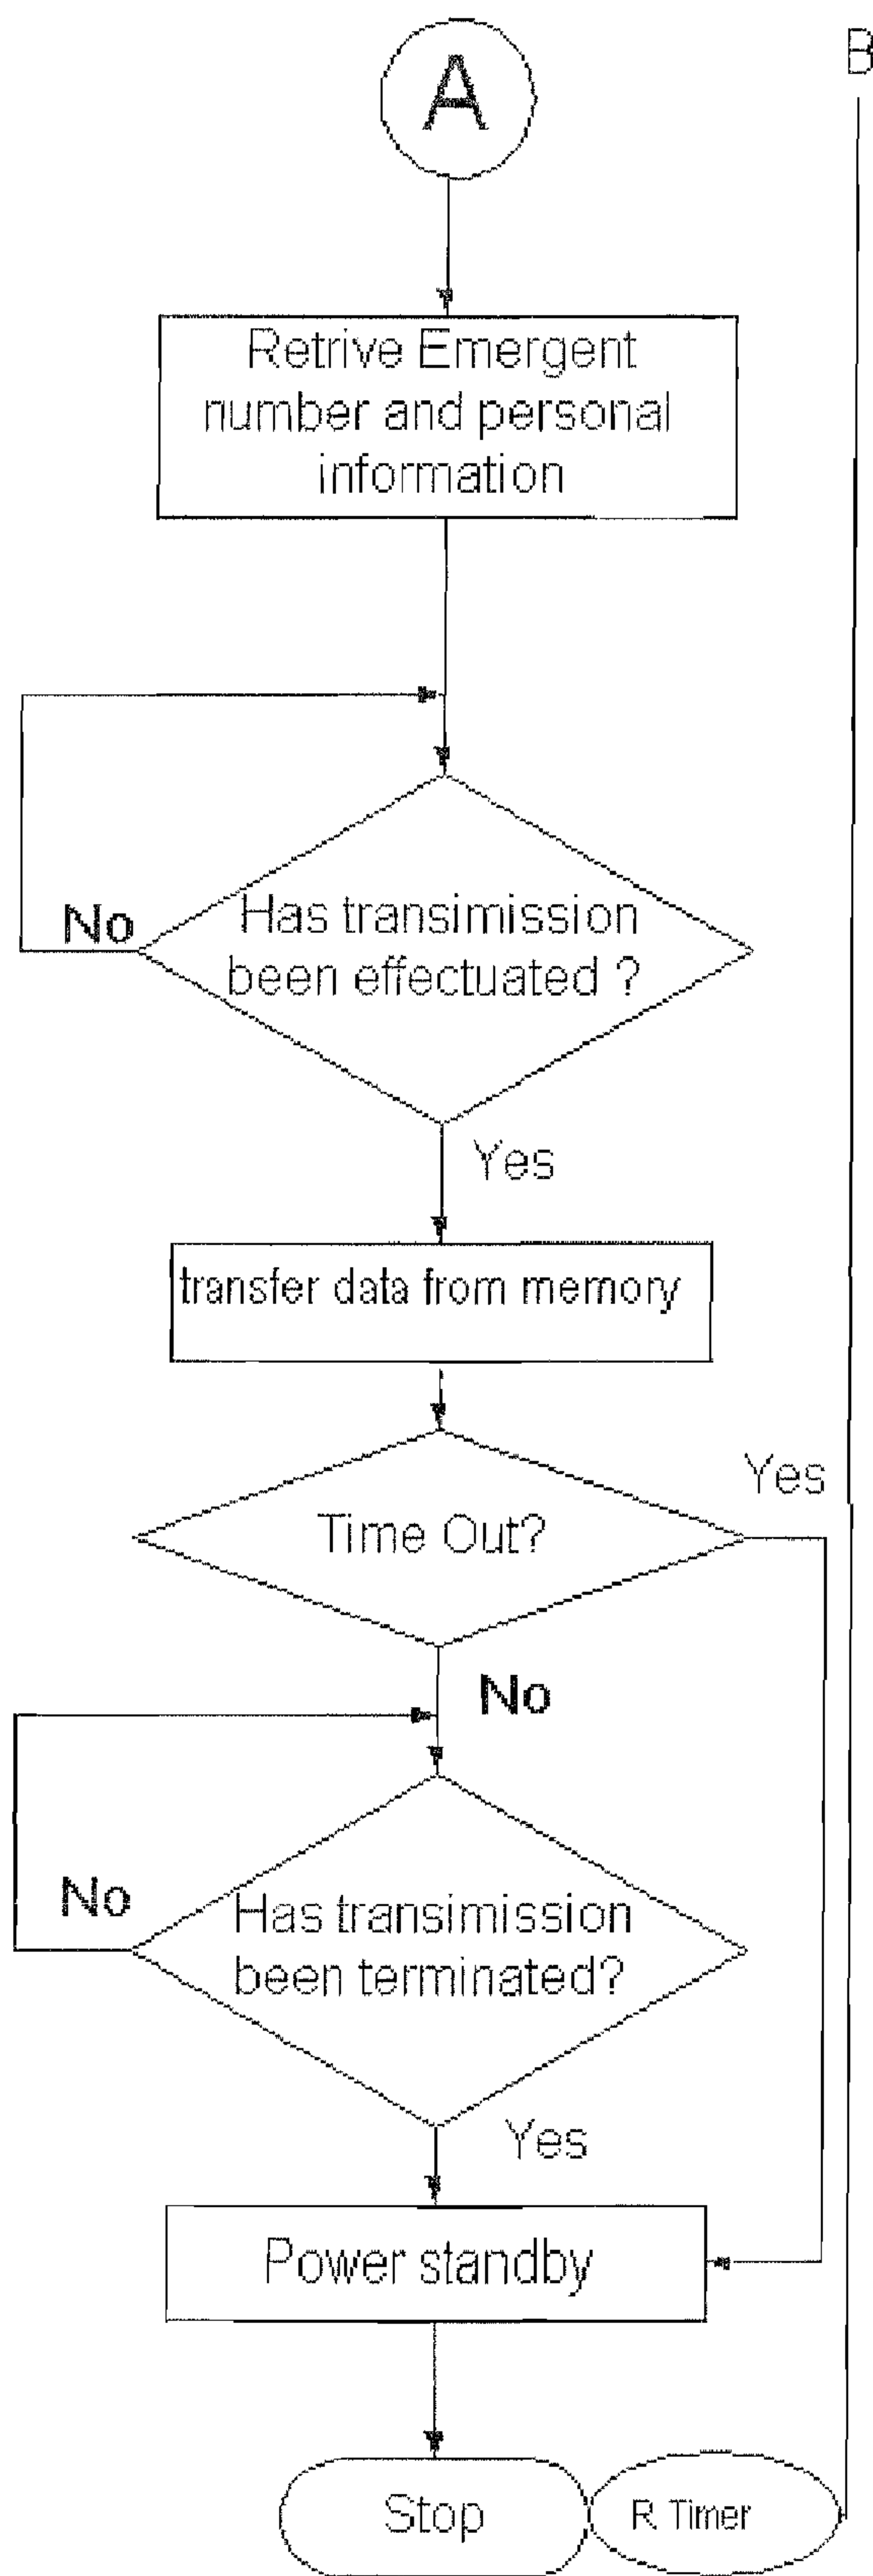 A
B
Retrive Emergent
number and personal
information
No
Has transimission
been effectuated ?
Yes
transfer data from memory
Yes
Time Out?
No
No
Has transimission
been terminated?
Yes
Power standby
Stop
R Timer